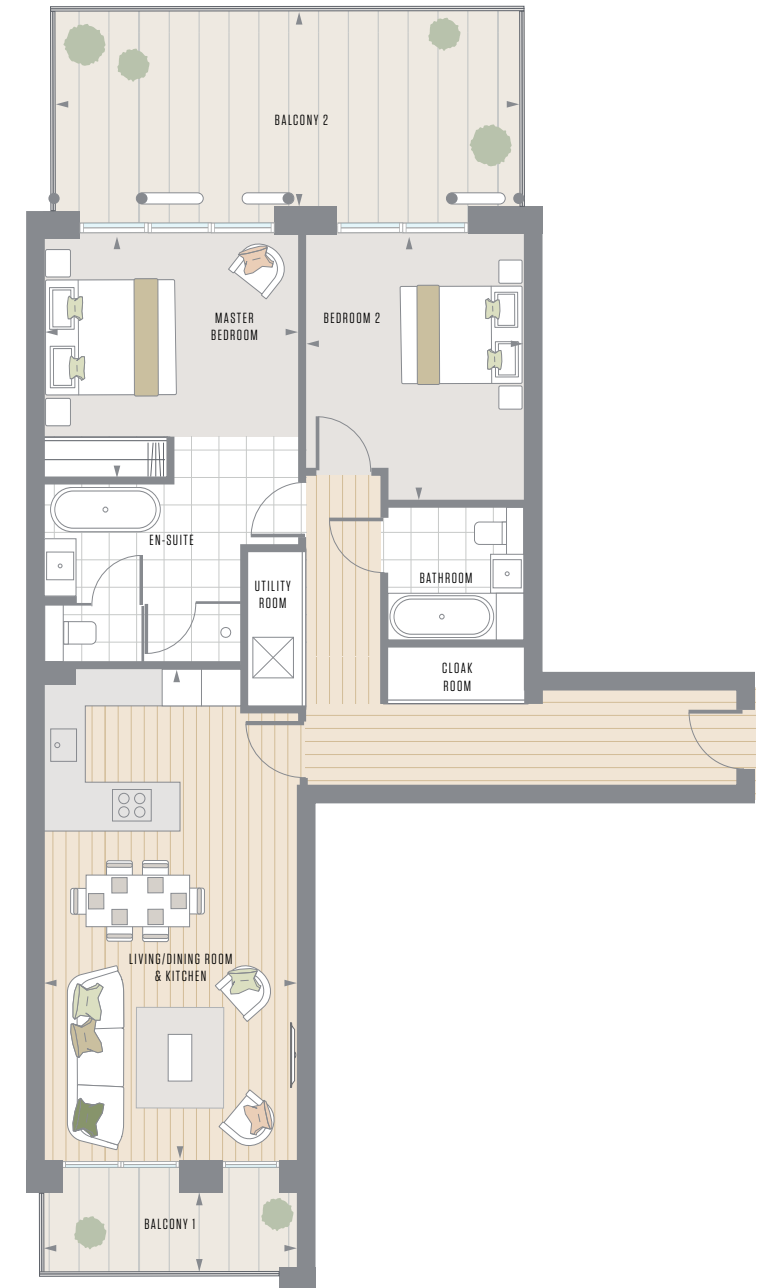 BALCONY 2
MASTER
BEDROOM
BEDROOM 2
EN-SUITE
UTILITY
ROOM
BATHROOM
CLOAK
ROOM
LIVING/DINING ROOM
& KITCHEN
BALCONY 1